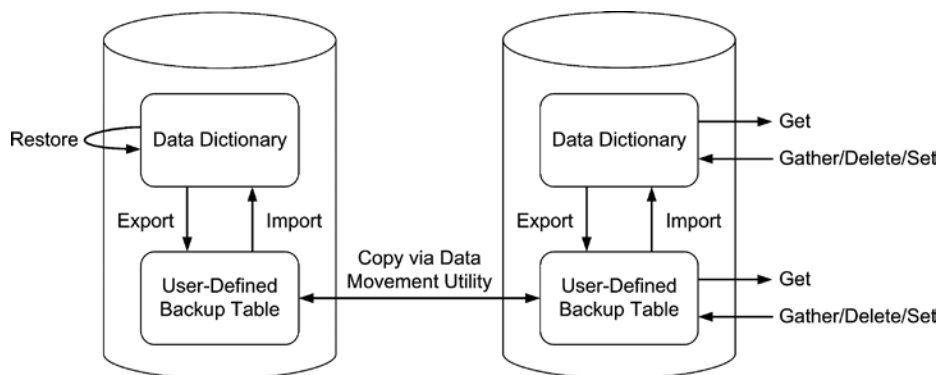 Restore
Data Dictionary
Export
Import
User-Defined
Backup Table
Copy via Data
Movement Utility
Data Dictionary
Get
Gather/Delete/Set
Export
Import
User-Defined
Backup Table
Get
Gather/Delete/Set